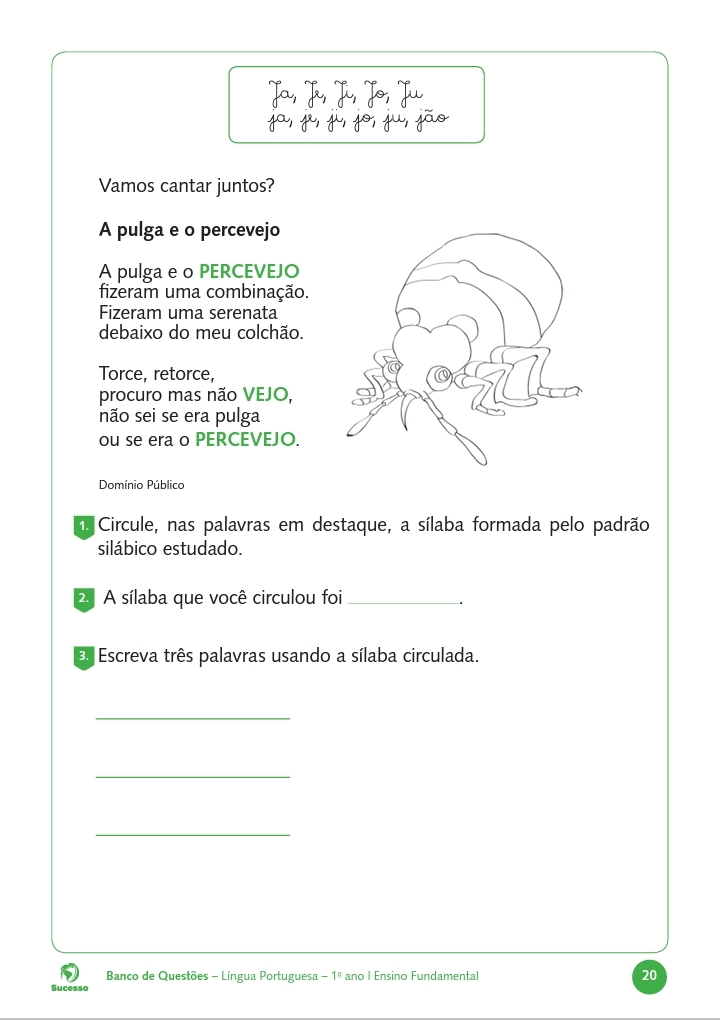 Ja, Je, Ji, Jo, Ju
ja, je, ji, jo, ju, jão
Vamos cantar juntos?
A pulga e o percevejo
A pulga e o PERCEVEJO
fizeram uma combinação.
Fizeram uma serenata
debaixo do meu colchão.
Torce, retorce,
procuro mas não VEJO,
não sei se era pulga
ou se era o PERCEVEJO.
Domínio Público
1. Circule, nas palavras em destaque, a sílaba formada pelo padrão
silábico estudado.
2. A sílaba que você circulou foi ____________.
3. Escreva três palavras usando a sílaba circulada.
Sucesso
Banco de Questões – Língua Portuguesa – 1º ano | Ensino Fundamental
20